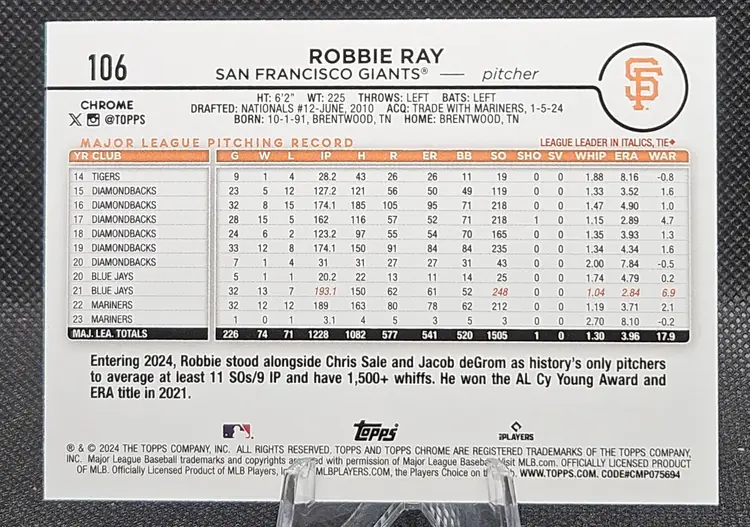 106
ROBBIE RAY
SAN FRANCISCO GIANTS® — pitcher
SF
CHROME
X @TOPPS
HT: 6'2" WT: 225 THROWS: LEFT BATS: LEFT
DRAFTED: NATIONALS #12-JUNE, 2010 ACQ: TRADE WITH MARINERS, 1-5-24
BORN: 10-1-91, BRENTWOOD, TN HOME: BRENTWOOD, TN
MAJOR LEAGUE PITCHING RECORD LEAGUE LEADER IN ITALICS, TIE♦
YR CLUB G W L IP H R ER BB SO SHO SV WHIP ERA WAR
14 TIGERS 9 1 4 28.2 43 26 26 11 19 0 0 1.88 8.16 -0.8
15 DIAMONDBACKS 23 5 12 127.2 121 56 50 49 119 0 0 1.33 3.52 1.6
16 DIAMONDBACKS 32 8 15 174.1 185 105 95 71 218 0 0 1.47 4.90 1.0
17 DIAMONDBACKS 28 15 5 162 116 57 52 71 218 1 0 1.15 2.89 4.7
18 DIAMONDBACKS 24 6 2 123.2 97 55 54 70 165 0 0 1.35 3.93 1.3
19 DIAMONDBACKS 33 12 8 174.1 150 91 84 84 235 0 0 1.34 4.34 1.6
20 DIAMONDBACKS 7 1 4 31 31 27 27 31 43 0 0 2.00 7.84 -0.5
20 BLUE JAYS 5 1 1 20.2 22 13 11 14 25 0 0 1.74 4.79 0.2
21 BLUE JAYS 32 13 7 193.1 150 62 61 52 248 0 0 1.04 2.84 6.9
22 MARINERS 32 12 12 189 163 80 78 62 212 0 0 1.19 3.71 2.1
23 MARINERS 1 0 1 3.1 4 5 3 5 3 0 0 2.70 8.10 -0.2
MAJ. LEA. TOTALS 226 74 71 1228 1082 577 541 520 1505 1 0 1.30 3.96 17.9
Entering 2024, Robbie stood alongside Chris Sale and Jacob deGrom as history's only pitchers
to average at least 11 SOs/9 IP and have 1,500+ whiffs. He won the AL Cy Young Award and
ERA title in 2021.
Topps
PLAYERS
® & © 2024 THE TOPPS COMPANY, INC. ALL RIGHTS RESERVED. TOPPS AND TOPPS CHROME ARE REGISTERED TRADEMARKS OF THE TOPPS COMPANY,
INC. Major League Baseball trademarks and copyrights are used with permission of Major League Baseball. Visit MLB.com. OFFICIALLY LICENSED PRODUCT
OF MLB. Officially Licensed Product of MLB Players, MLBPLAYERS.COM, the Players Choice on WWW.TOPPS.COM. CODE#CMP075694